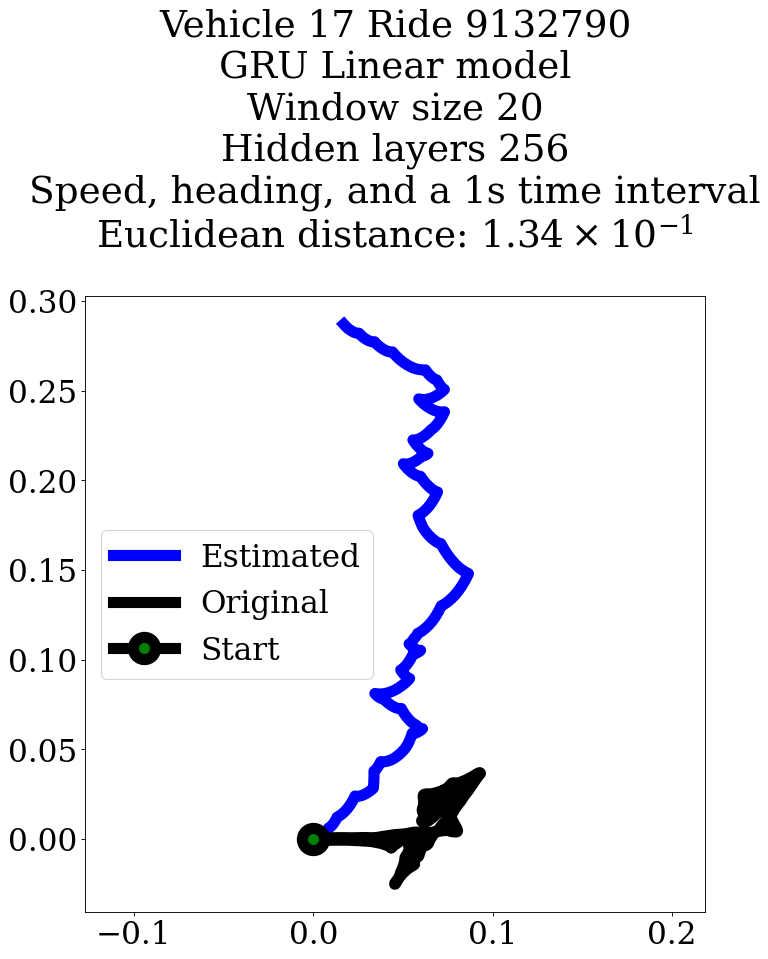 Vehicle 17 Ride 9132790
GRU Linear model
Window size 20
Hidden layers 256
Speed, heading, and a 1s time interval
Euclidean distance: 1.34 × 10⁻¹
0.30
0.25
0.20
0.15
0.10
0.05
0.00
Estimated
Original
Start
−0.1
0.0
0.1
0.2